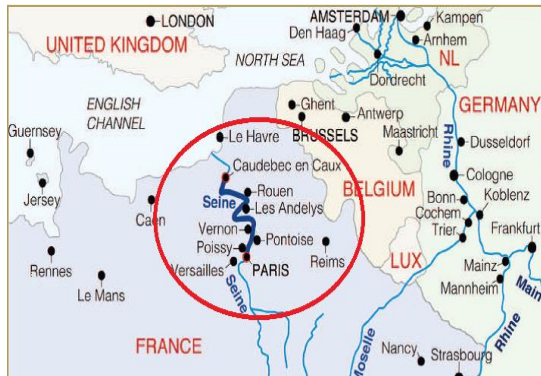 LONDON
UNITED KINGDOM
NORTH SEA
AMSTERDAM
Den Haag
Kampen
Arnhem
NL
Dordrecht
GERMANY
ENGLISH
CHANNEL
Guernsey
Jersey
Ghent
Antwerp
BRUSSELS
Maastricht
BELGIUM
Le Havre
Caudebec en Caux
Rouen
Seine
Les Andelys
Caen
Vernon
Pontoise
Poissy
Versailles
PARIS
Reims
Seine
Rennes
Le Mans
FRANCE
Rhine
Dusseldorf
Cologne
Bonn
Koblenz
Cochem
Trier
Frankfurt
LUX
Mainz
Main
Mannheim
Rhine
Moselle
Nancy
Strasbourg